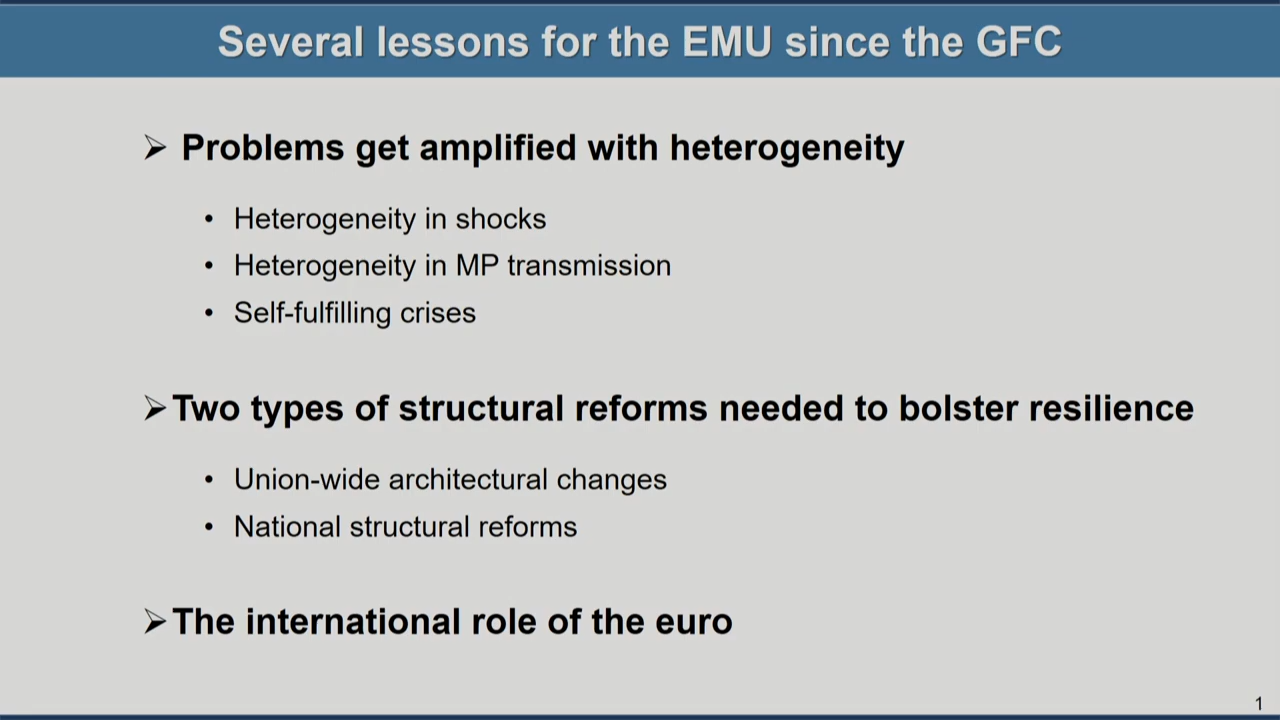 Several lessons for the EMU since the GFC
➢ Problems get amplified with heterogeneity
• Heterogeneity in shocks
• Heterogeneity in MP transmission
• Self-fulfilling crises
➢ Two types of structural reforms needed to bolster resilience
• Union-wide architectural changes
• National structural reforms
➢ The international role of the euro
1